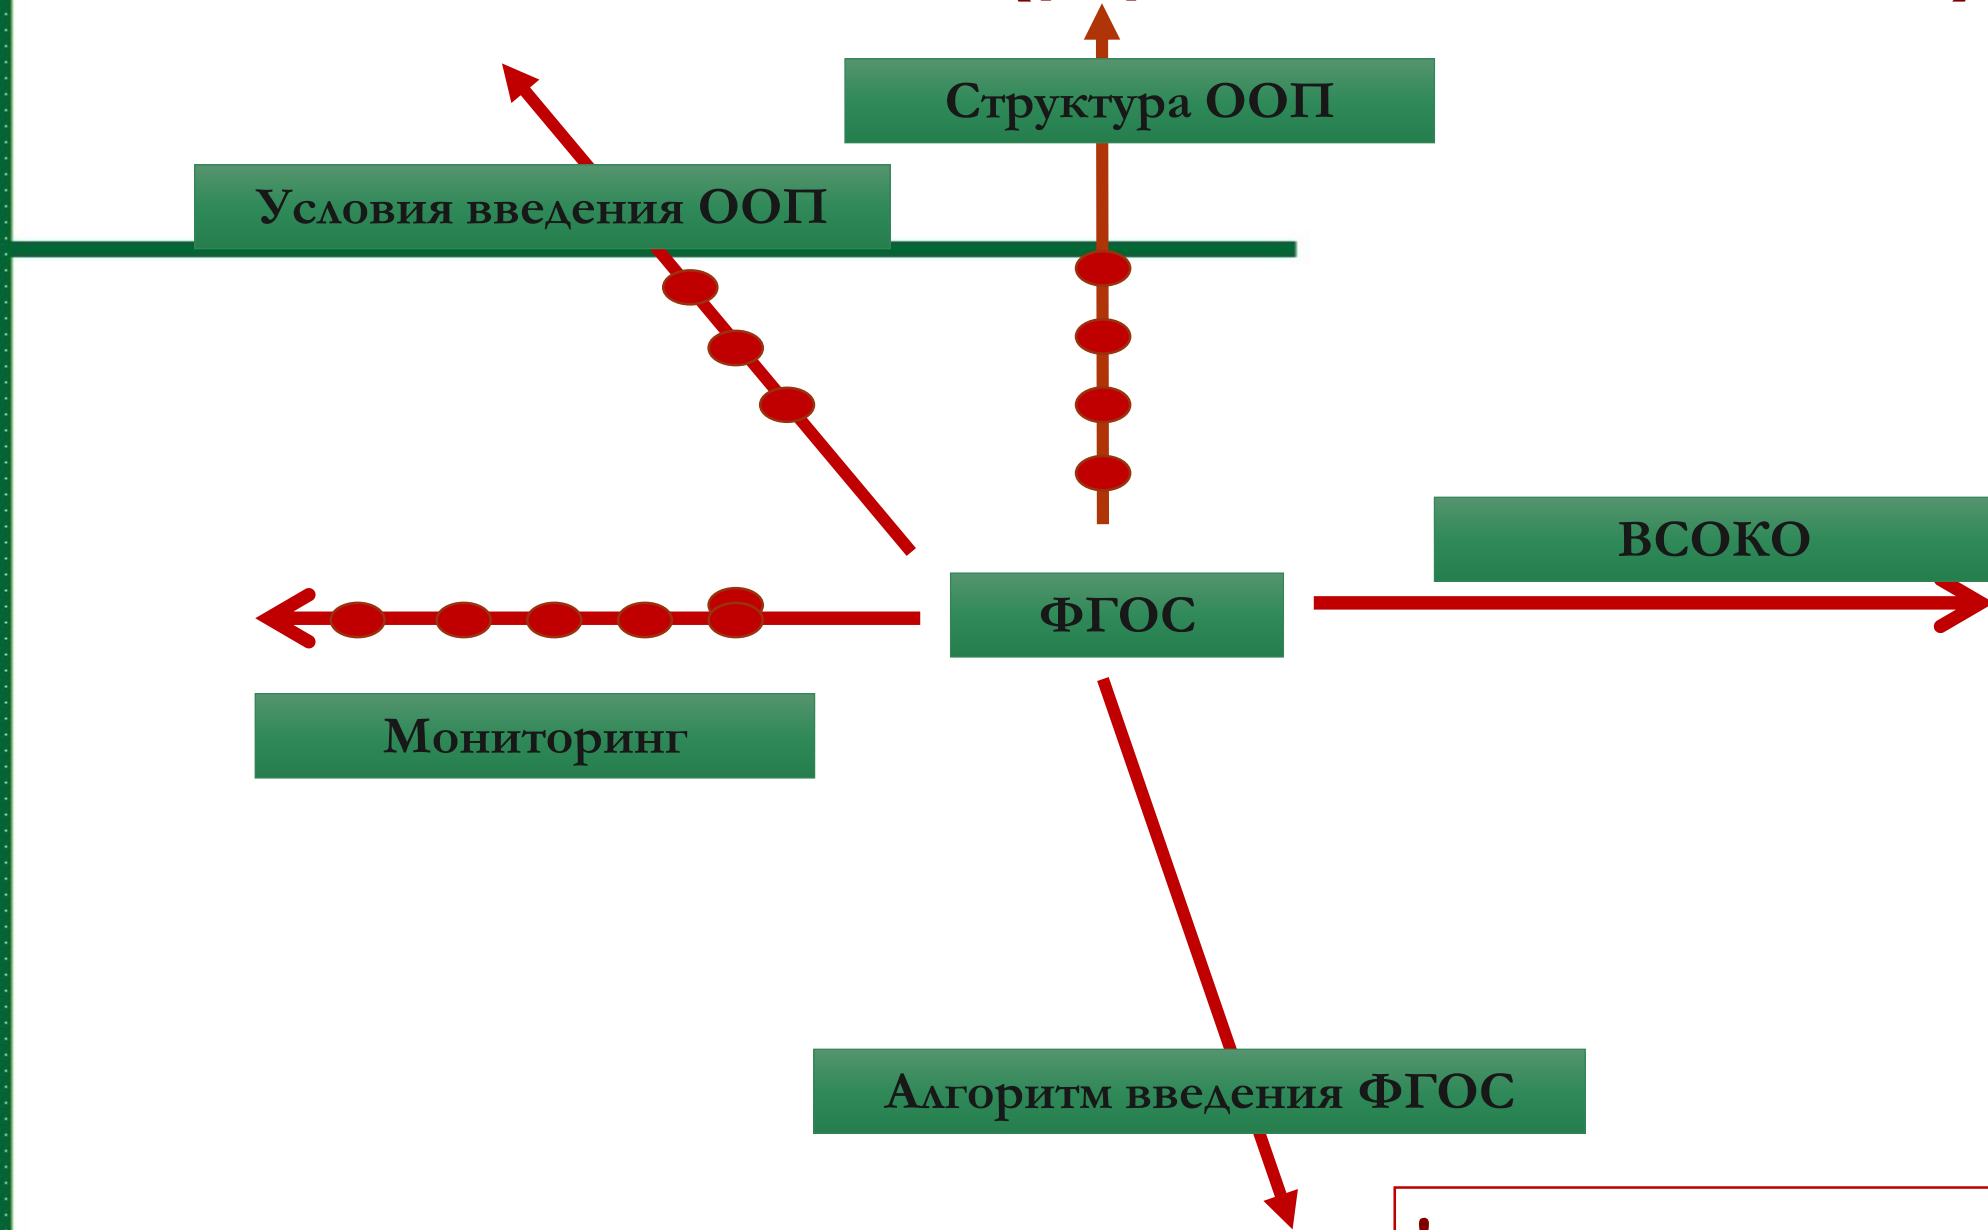 Структура ООП
Условия введения ООП
ВСОКО
ФГОС
Мониторинг
Алгоритм введения ФГОС